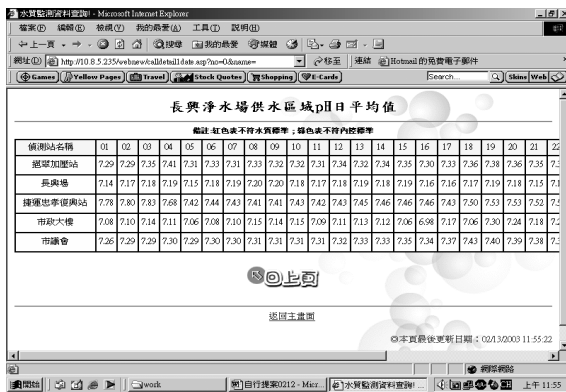 水質監測資料查詢! - Microsoft Internet Explorer
檔案(F) 編輯(E) 檢視(V) 我的最愛(A) 工具(T) 說明(H)
上一頁 搜尋 我的最愛 媒體
網址(D) http://10.8.5.235/webnew/calldetail1date.asp?no=0&name= 移至 連結 Hotmail 的免費電子郵件
Games Yellow Pages Travel Stock Quotes Shopping E-Cards Search... Skins Web
長興淨水場供水區域pH日平均值
備註:紅色表不符水質標準;綠色表不符內控標準
偵測站名稱 01 02 03 04 05 06 07 08 09 10 11 12 13 14 15 16 17 18 19 20 21 22
挹翠加壓站 7.29 7.29 7.35 7.41 7.31 7.33 7.31 7.33 7.32 7.32 7.31 7.34 7.32 7.34 7.35 7.30 7.33 7.36 7.38 7.36 7.35
長興場 7.14 7.17 7.18 7.19 7.15 7.18 7.19 7.20 7.20 7.18 7.17 7.18 7.19 7.18 7.19 7.16 7.16 7.17 7.19 7.18 7.15
捷運忠孝復興站 7.78 7.80 7.83 7.68 7.42 7.44 7.43 7.41 7.41 7.43 7.42 7.43 7.45 7.46 7.46 7.46 7.43 7.50 7.53 7.53 7.52
市政大樓 7.08 7.10 7.14 7.11 7.06 7.08 7.10 7.15 7.14 7.15 7.09 7.11 7.13 7.12 7.06 6.98 7.17 7.06 7.30 7.24 7.18
市議會 7.26 7.29 7.29 7.30 7.29 7.30 7.30 7.31 7.31 7.31 7.31 7.32 7.33 7.33 7.35 7.34 7.37 7.43 7.40 7.39 7.38
回上頁
返回主畫面
◎本頁最後更新日期:02/13/2003 11:55:22
網際網路
開始 work 自行提案0212 - Micr... 水質監測資料查詢!... 上午 11:55